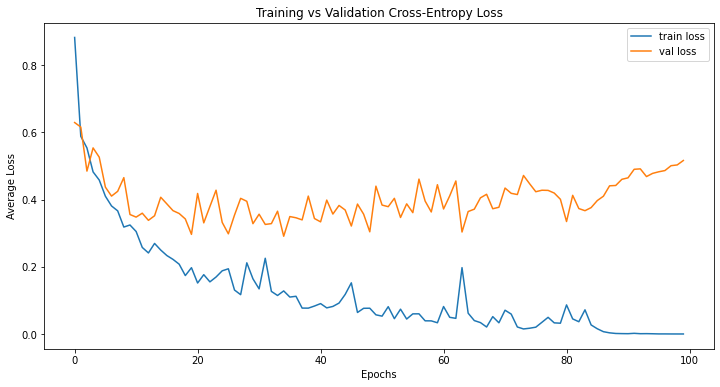 Training vs Validation Cross-Entropy Loss
train loss
val loss
Average Loss
0.8
0.6
0.4
0.2
0.0
0 20 40 60 80 100
Epochs